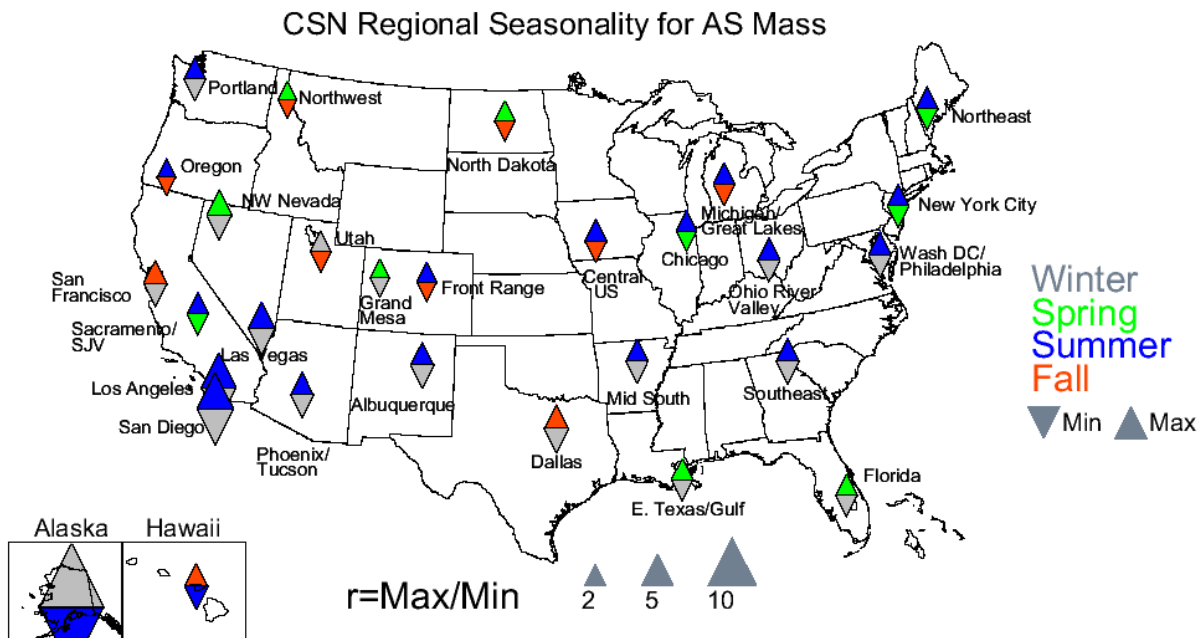 CSN Regional Seasonality for AS Mass
Portland
Northwest
North Dakota
Northeast
Oregon
NW Nevada
Utah
Michigan/
Great Lakes
New York City
San
Francisco
Grand
Mesa
Front Range
Central
US
Chicago
Ohio River
Valley
Wash DC/
Philadelphia
Sacramento/
SJV
Las Vegas
Los Angeles
San Diego
Phoenix/
Tucson
Albuquerque
Mid South
Southeast
Dallas
E. Texas/Gulf
Florida
Winter
Spring
Summer
Fall
Min Max
Alaska
Hawaii
r=Max/Min
2 5 10